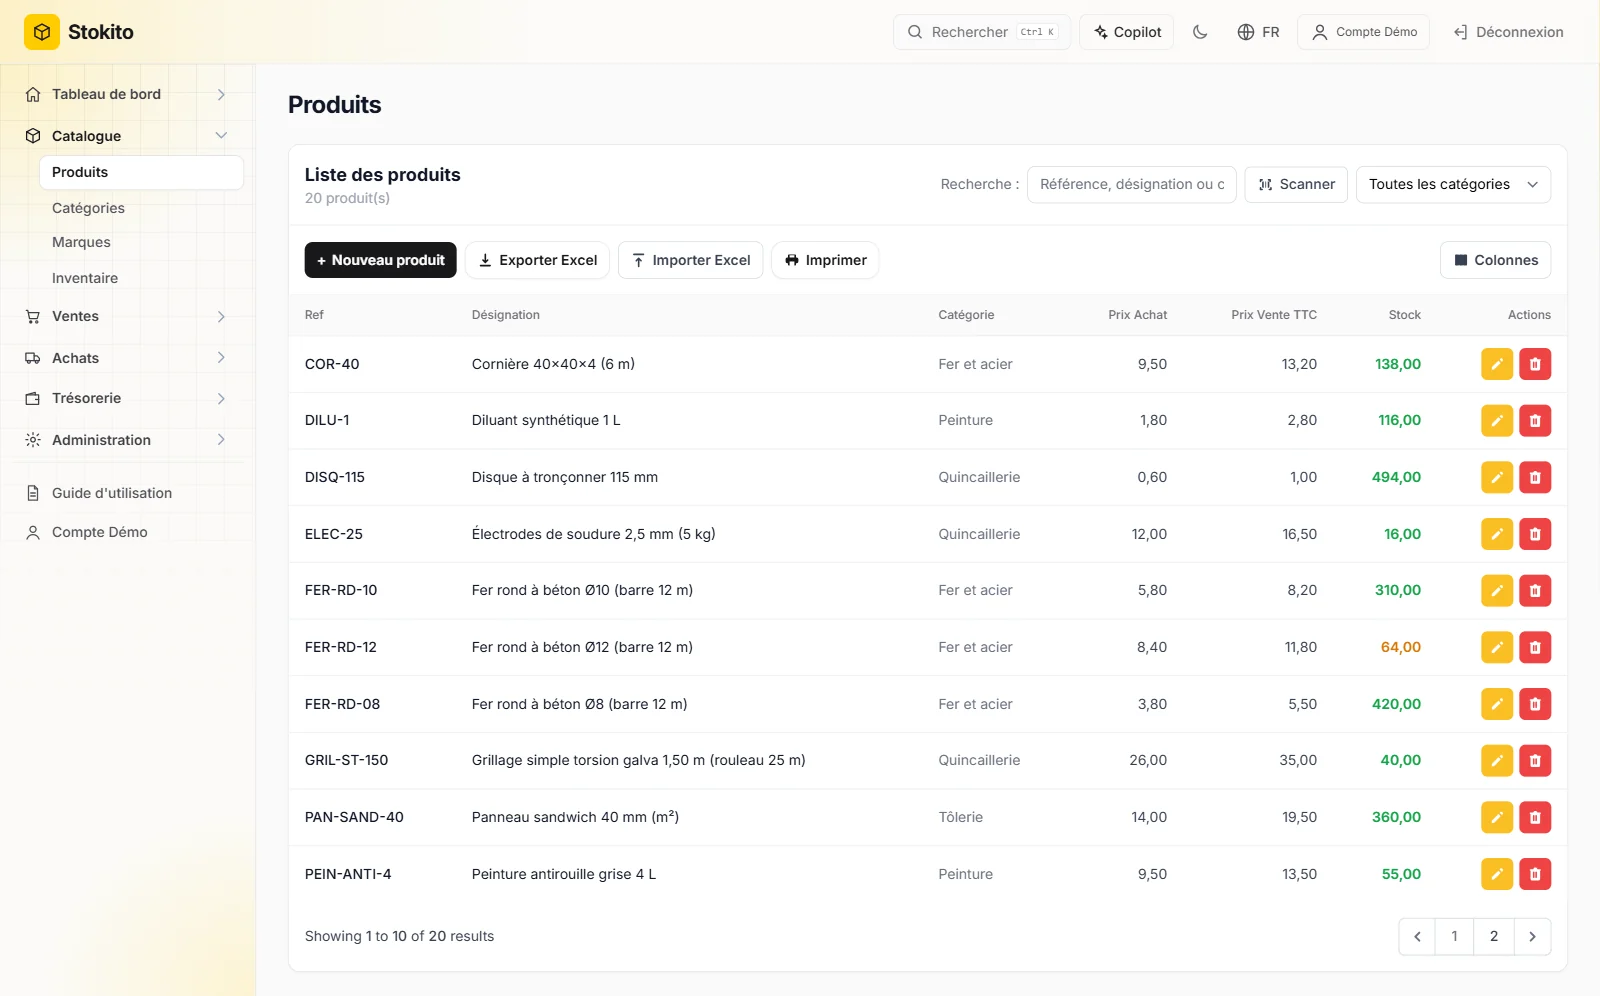 Stokito
Rechercher Ctrl K
Copilot
FR
Compte Démo
Déconnexion
Tableau de bord
Catalogue
Produits
Catégories
Marques
Inventaire
Ventes
Achats
Trésorerie
Administration
Guide d'utilisation
Compte Démo
Produits
Liste des produits
20 produit(s)
Recherche : Référence, désignation ou c
Scanner
Toutes les catégories
+ Nouveau produit
Exporter Excel
Importer Excel
Imprimer
Colonnes
Ref Désignation Catégorie Prix Achat Prix Vente TTC Stock Actions
COR-40 Cornière 40×40×4 (6 m) Fer et acier 9,50 13,20 138,00
DILU-1 Diluant synthétique 1 L Peinture 1,80 2,80 116,00
DISQ-115 Disque à tronçonner 115 mm Quincaillerie 0,60 1,00 494,00
ELEC-25 Électrodes de soudure 2,5 mm (5 kg) Quincaillerie 12,00 16,50 16,00
FER-RD-10 Fer rond à béton Ø10 (barre 12 m) Fer et acier 5,80 8,20 310,00
FER-RD-12 Fer rond à béton Ø12 (barre 12 m) Fer et acier 8,40 11,80 64,00
FER-RD-08 Fer rond à béton Ø8 (barre 12 m) Fer et acier 3,80 5,50 420,00
GRIL-ST-150 Grillage simple torsion galva 1,50 m (rouleau 25 m) Quincaillerie 26,00 35,00 40,00
PAN-SAND-40 Panneau sandwich 40 mm (m²) Tôlerie 14,00 19,50 360,00
PEIN-ANTI-4 Peinture antirouille grise 4 L Peinture 9,50 13,50 55,00
Showing 1 to 10 of 20 results
1 2